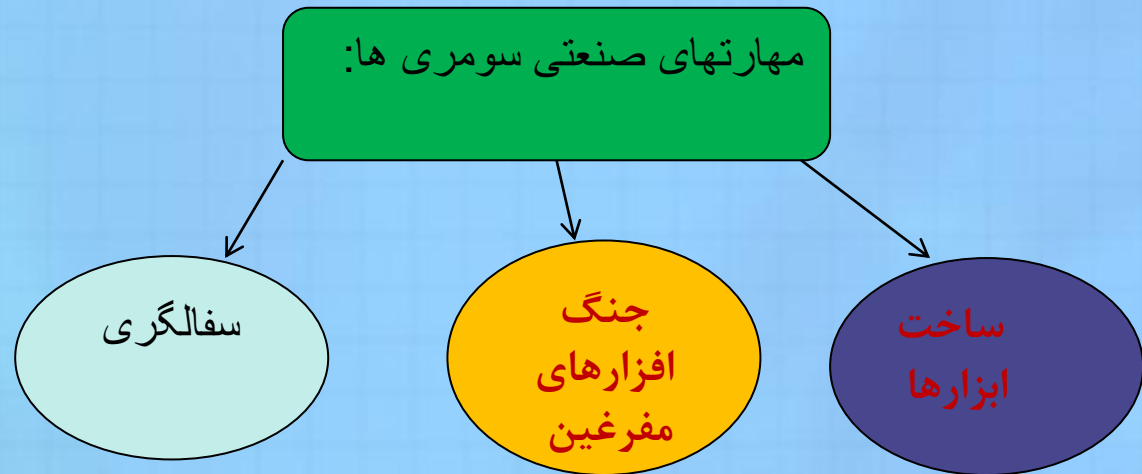 مهارتهای صنعتی سومری ها:
ساخت
ابزارها
جنگ
افزارهای
مفرغین
سفالگری